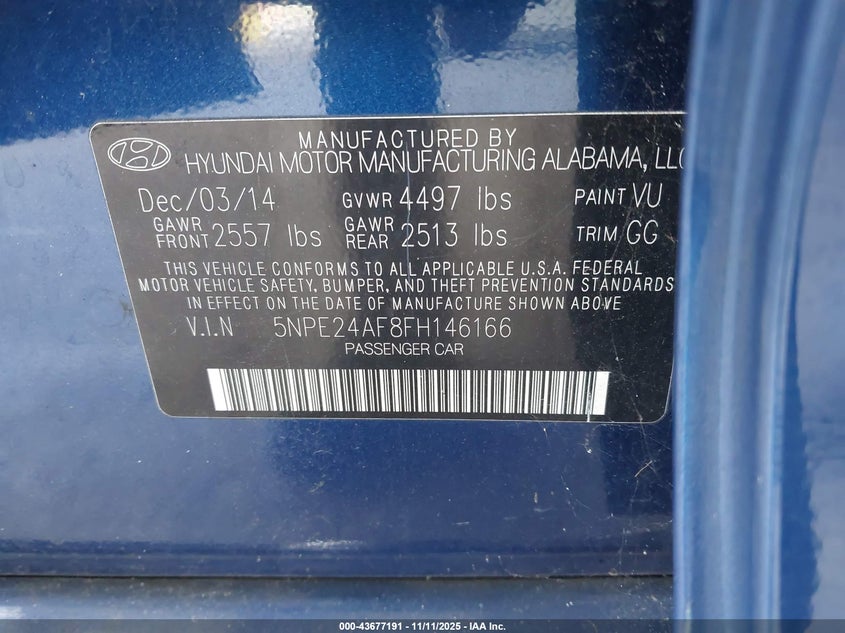 MANUFACTURED BY
HYUNDAI MOTOR MANUFACTURING ALABAMA, LLC
Dec/03/14 GVWR 4497 lbs PAINT VU
GAWR FRONT 2557 lbs GAWR REAR 2513 lbs TRIM GG
THIS VEHICLE CONFORMS TO ALL APPLICABLE U.S.A. FEDERAL
MOTOR VEHICLE SAFETY, BUMPER, AND THEFT PREVENTION STANDARDS
IN EFFECT ON THE DATE OF MANUFACTURE SHOWN ABOVE
V.I.N 5NPE24AF8FH146166
PASSENGER CAR
000-43677191 - 11/11/2025 - IAA Inc.